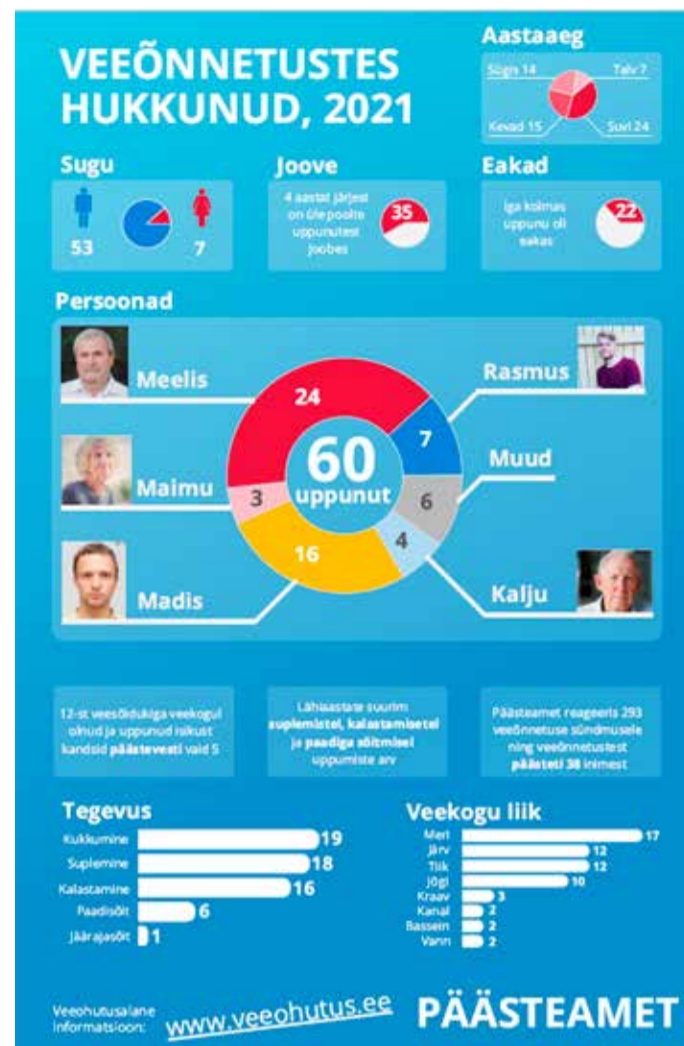 VEEÕNNETUSTES
HUKKUNUD, 2021
Aastaaeg
Sügis 14
Talv 7
Kevad 15
Suvi 24
Sugu
53
7
Joove
4 aastat järjest
on üle poolte
uppunutest
joobes
35
Eakad
Iga kolmas
uppunu oli
eakas
22
Persoonad
Meelis
Maimu
Madis
24
3
16
60
uppunut
7
6
4
Rasmus
Muud
Kalju
12-st veesõidukiga veekogul
olnud ja uppunud isikust
kandsid päästevesti vaid 5
Lähiaastate suurim
suplemistel, kalastamisetel
ja paadiga sõitmisel
uppumiste arv
Päästeamet reageeris 293
veeõnnetuse sündmusele
ning veeõnnetustest
päästeti 38 inimest
Tegevus
Kukkumine 19
Suplemine 18
Kalastamine 16
Paadisõit 6
Jäärajasõit 1
Veekogu liik
Meri 17
Järv 12
Tiik 12
Jõgi 10
Kraav 3
Kanal 2
Bassein 2
Vann 2
Veeohutusalane
informatsioon:
www.veeohutus.ee
PÄÄSTEAMET